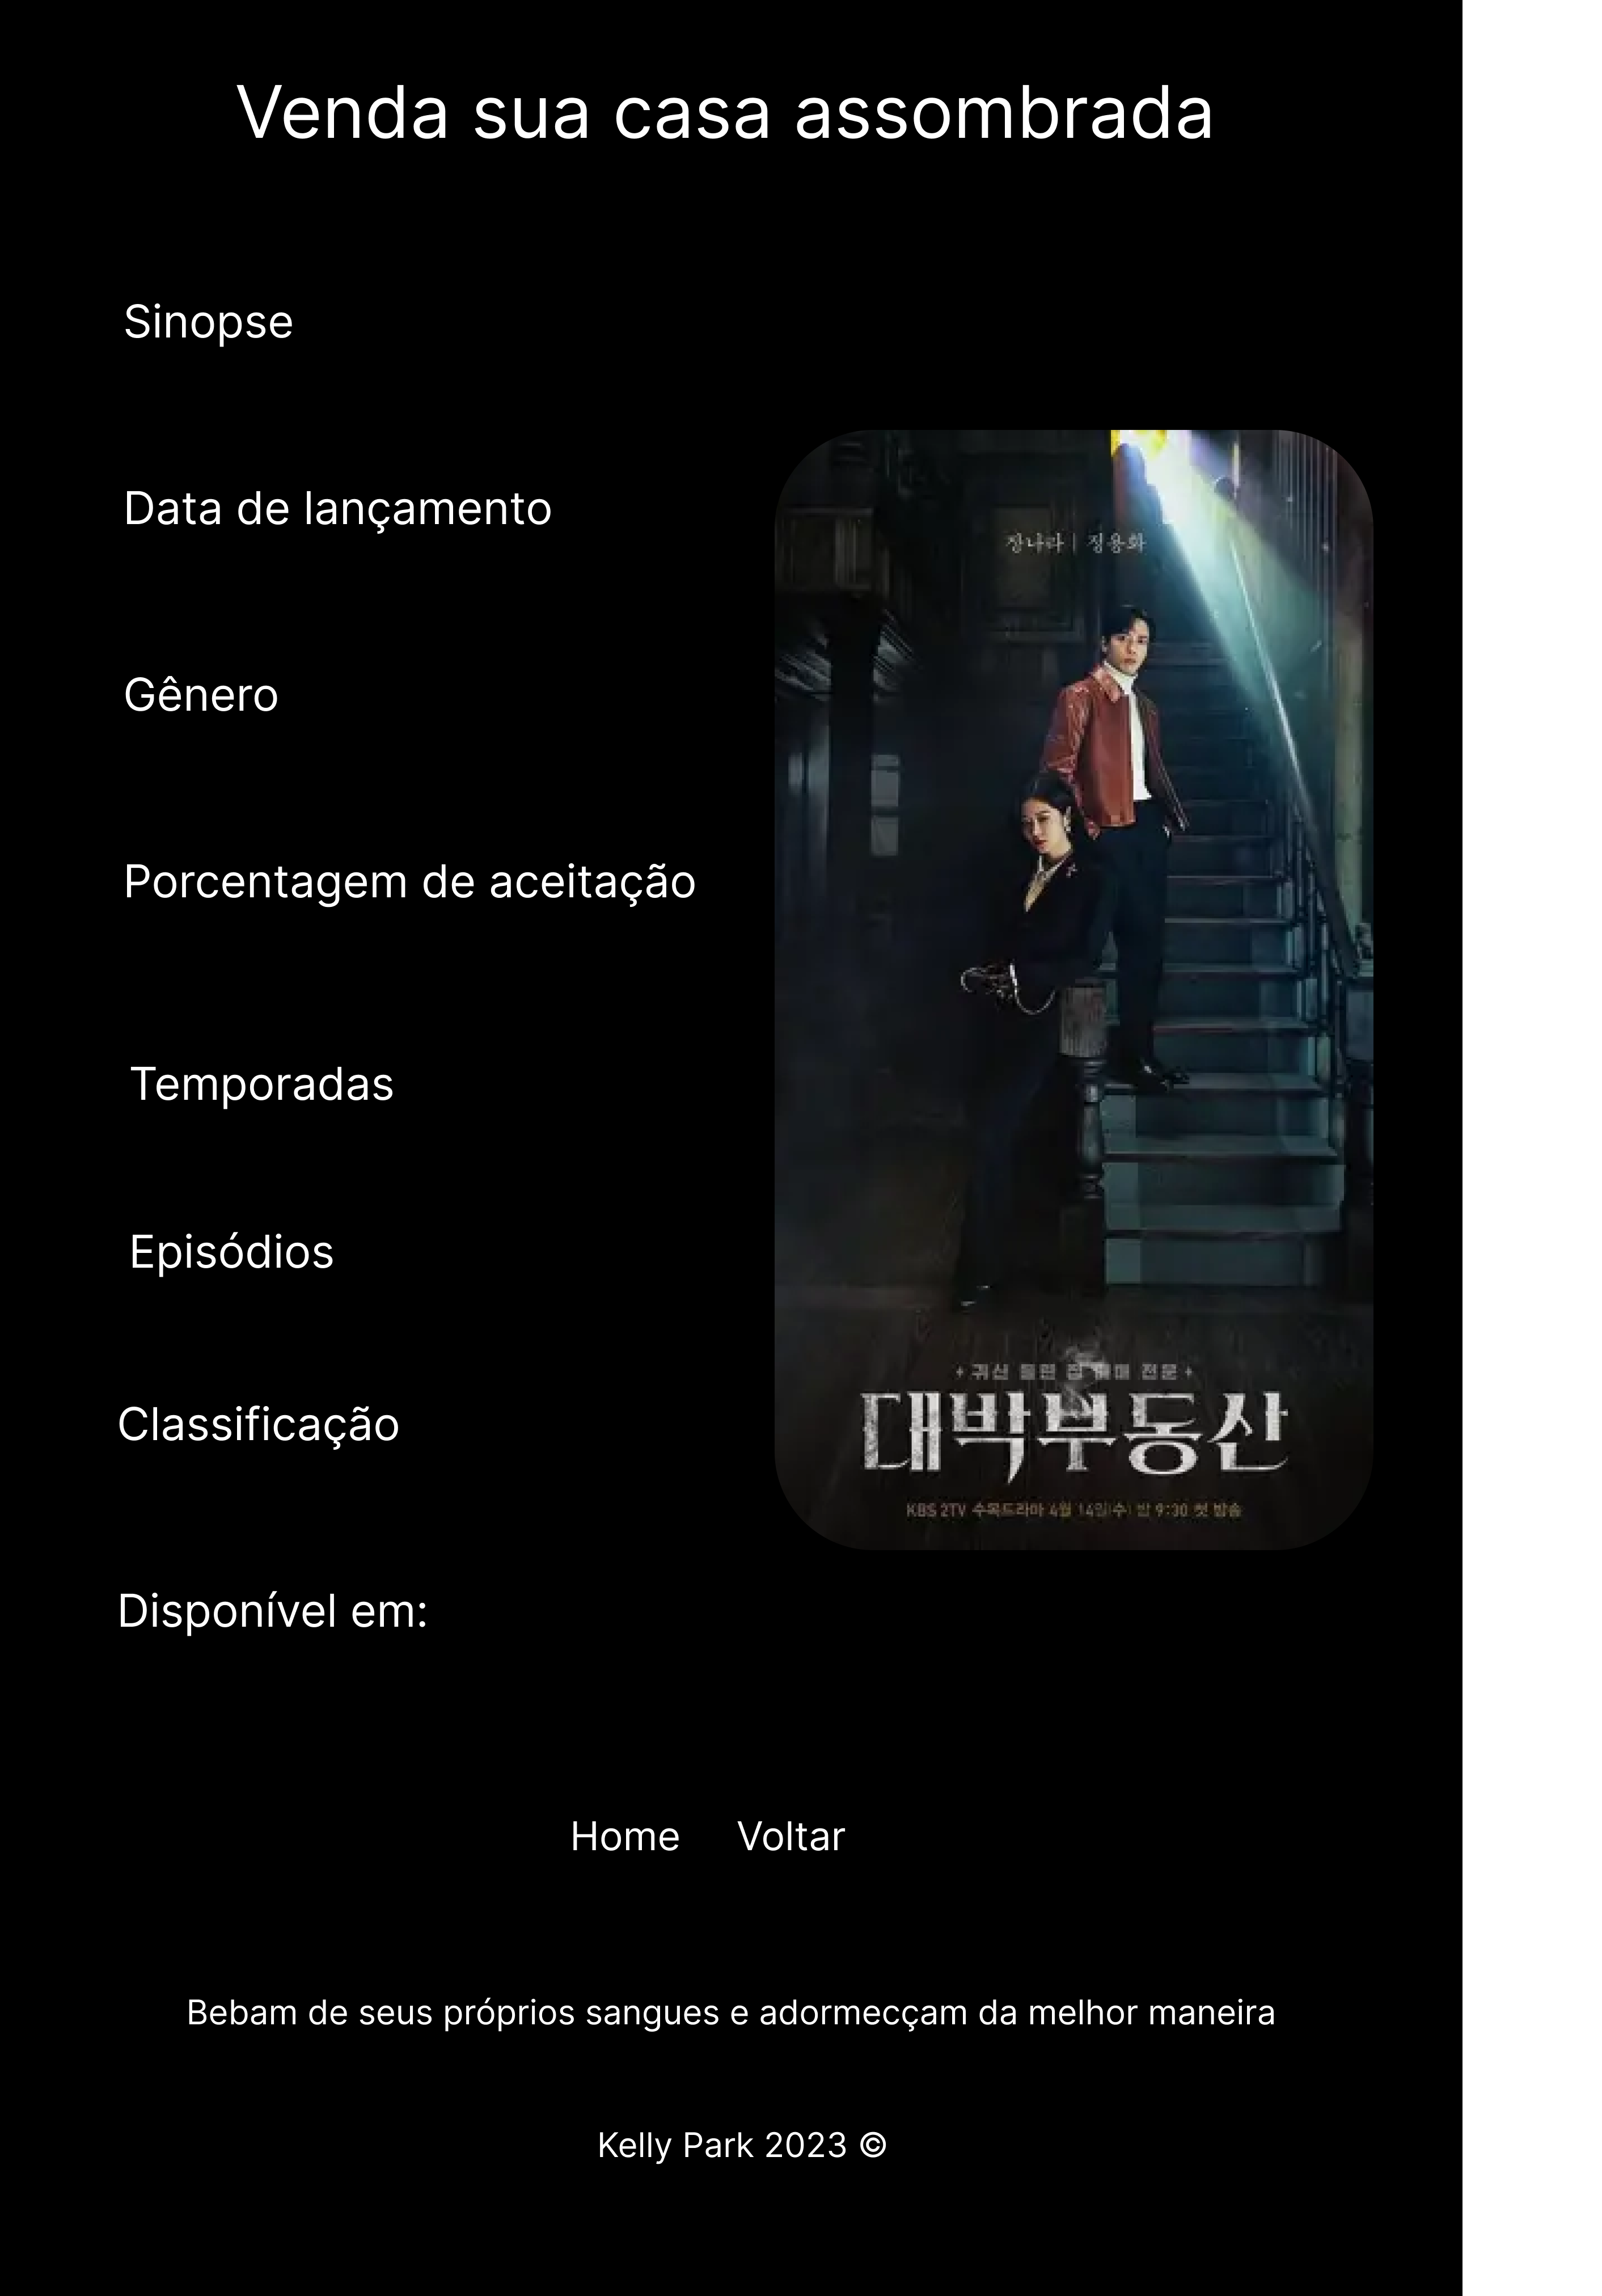 Venda sua casa assombrada
Sinopse
Data de lançamento
Gênero
Porcentagem de aceitação
Temporadas
Episódios
Classificação
Disponível em:
장나라 | 정용화
귀신 들린 집 매매 전문
대박부동산
KBS 2TV 수목드라마 4월 14일(수) 밤 9:30 첫 방송
Home Voltar
Bebam de seus próprios sangues e adormecçam da melhor maneira
Kelly Park 2023 ©